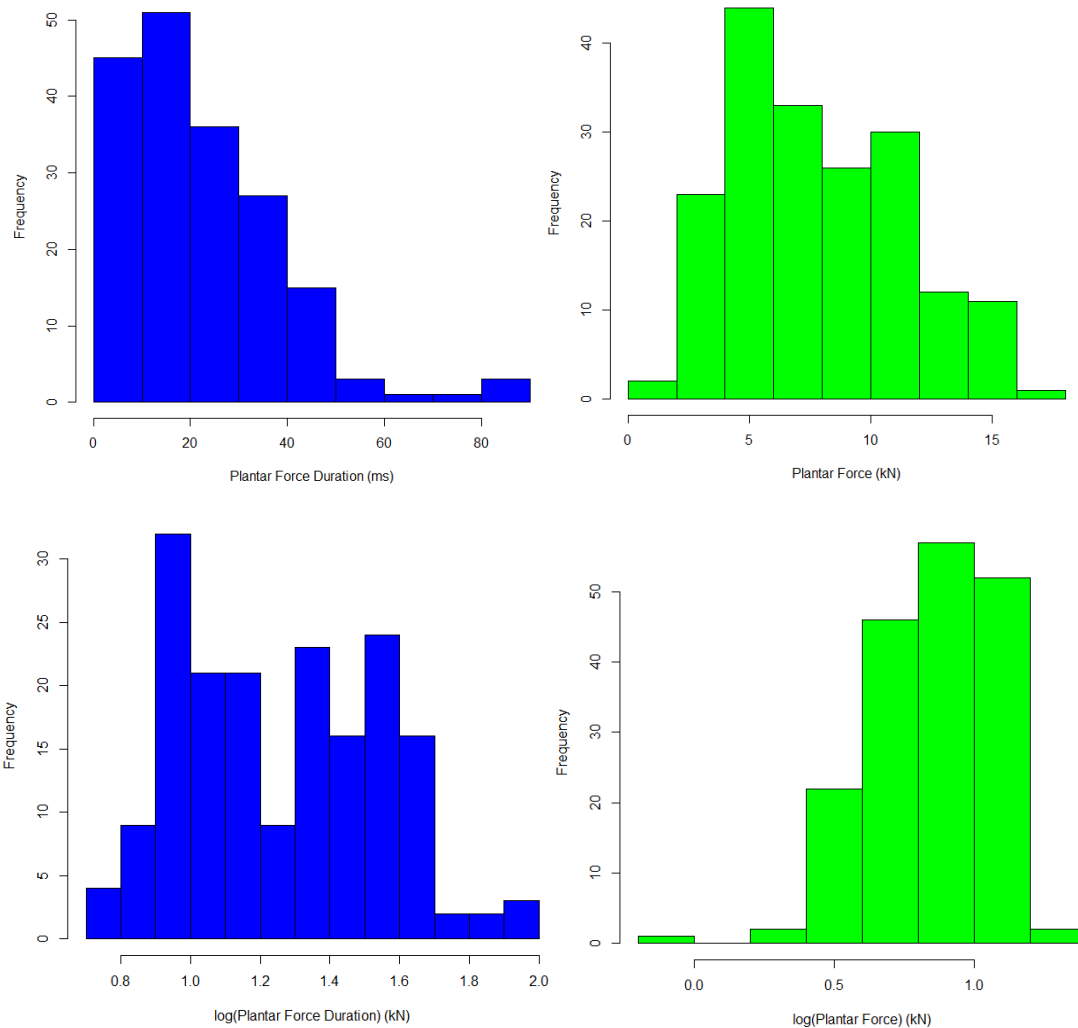 Frequency
0
10
20
30
40
50
0 20 40 60 80
Plantar Force Duration (ms)
Frequency
0
10
20
30
40
0 5 10 15
Plantar Force (kN)
Frequency
0
5
10
15
20
25
30
0.8 1.0 1.2 1.4 1.6 1.8 2.0
log(Plantar Force Duration) (kN)
Frequency
0
10
20
30
40
50
0.0 0.5 1.0
log(Plantar Force) (kN)